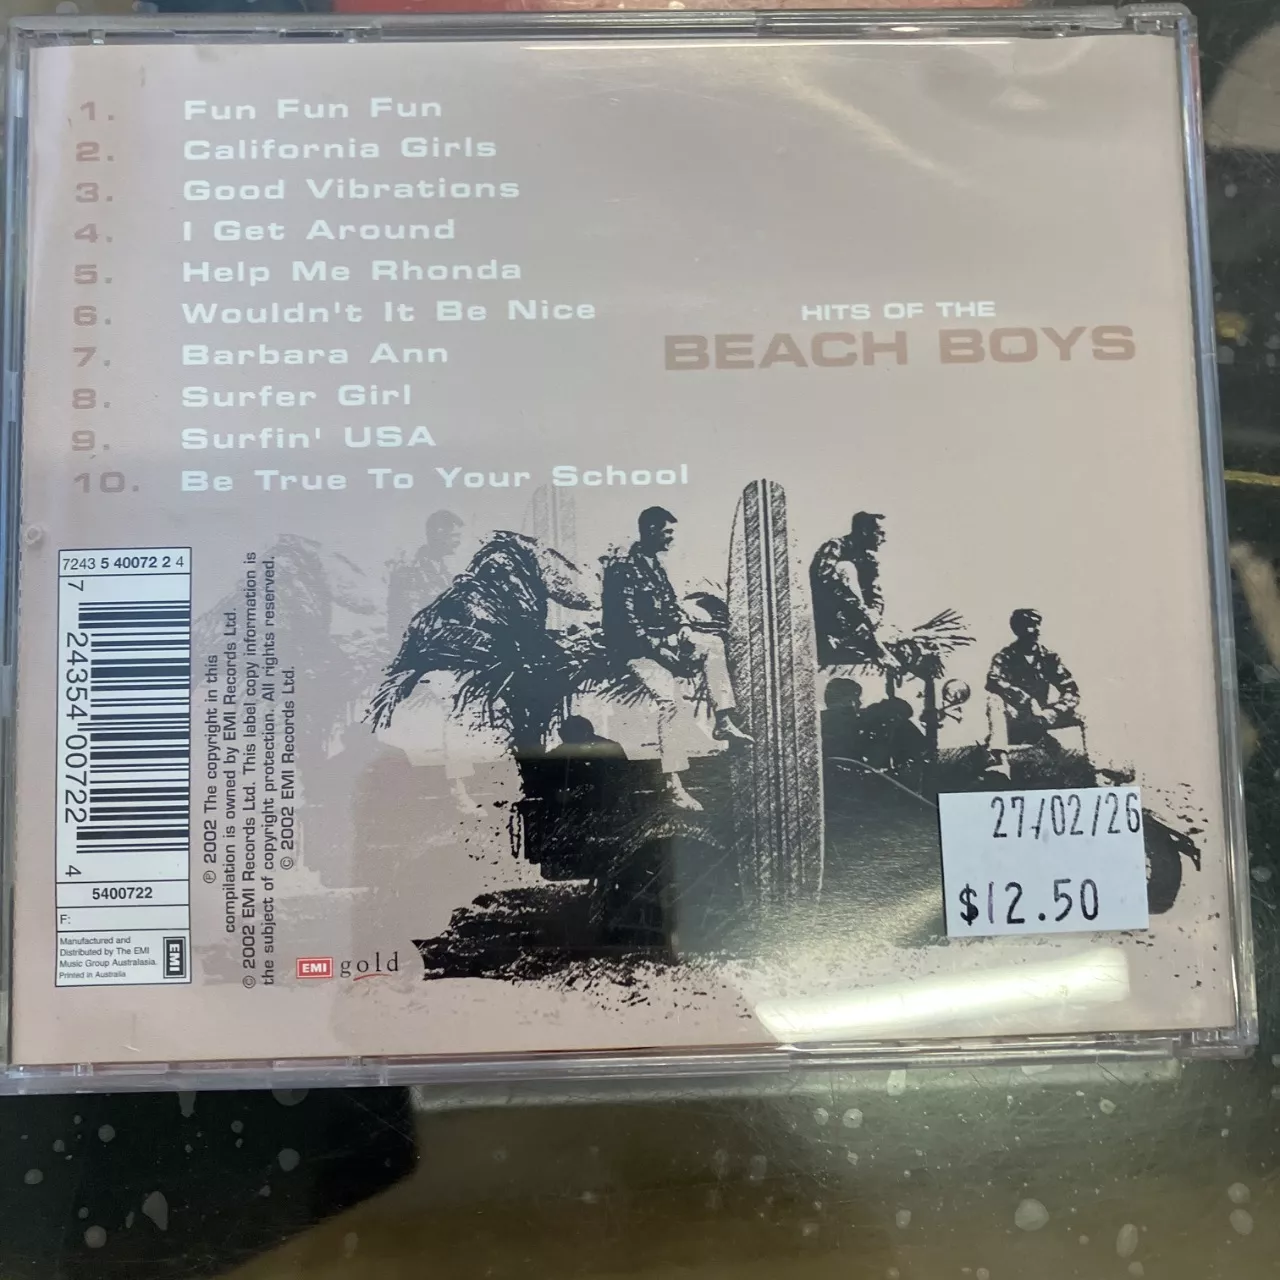 1. Fun Fun Fun
2. California Girls
3. Good Vibrations
4. I Get Around
5. Help Me Rhonda
6. Wouldn't It Be Nice
7. Barbara Ann
8. Surfer Girl
9. Surfin' USA
10. Be True To Your School
HITS OF THE
BEACH BOYS
7243 5 40072 2 4
7 24354 00722 4
5400722
F:
Manufactured and
Distributed by The EMI
Music Group Australasia.
Printed in Australia
EMI
℗ 2002 The copyright in this
compilation is owned by EMI Records Ltd.
© 2002 EMI Records Ltd. This label copy information is
the subject of copyright protection. All rights reserved.
© 2002 EMI Records Ltd.
EMI gold
27/02/26
$12.50